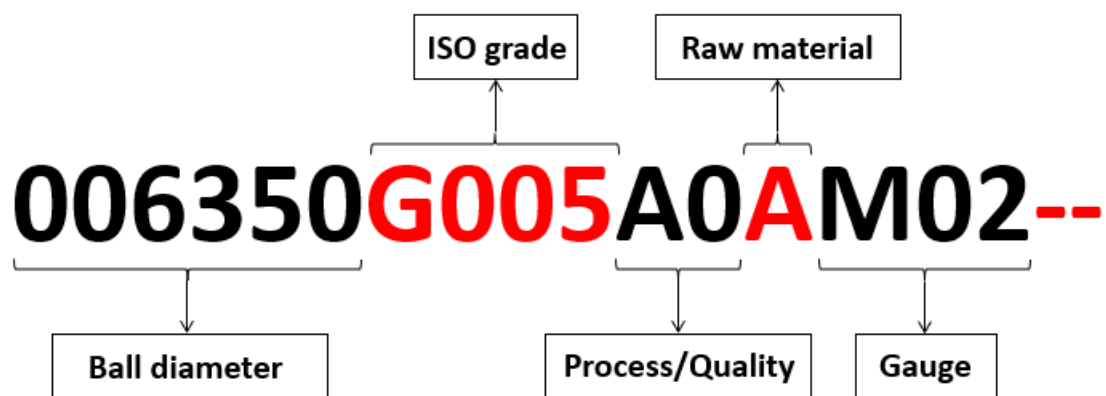 ISO grade
Raw material
006350G005A0AM02--
Ball diameter
Process/Quality
Gauge